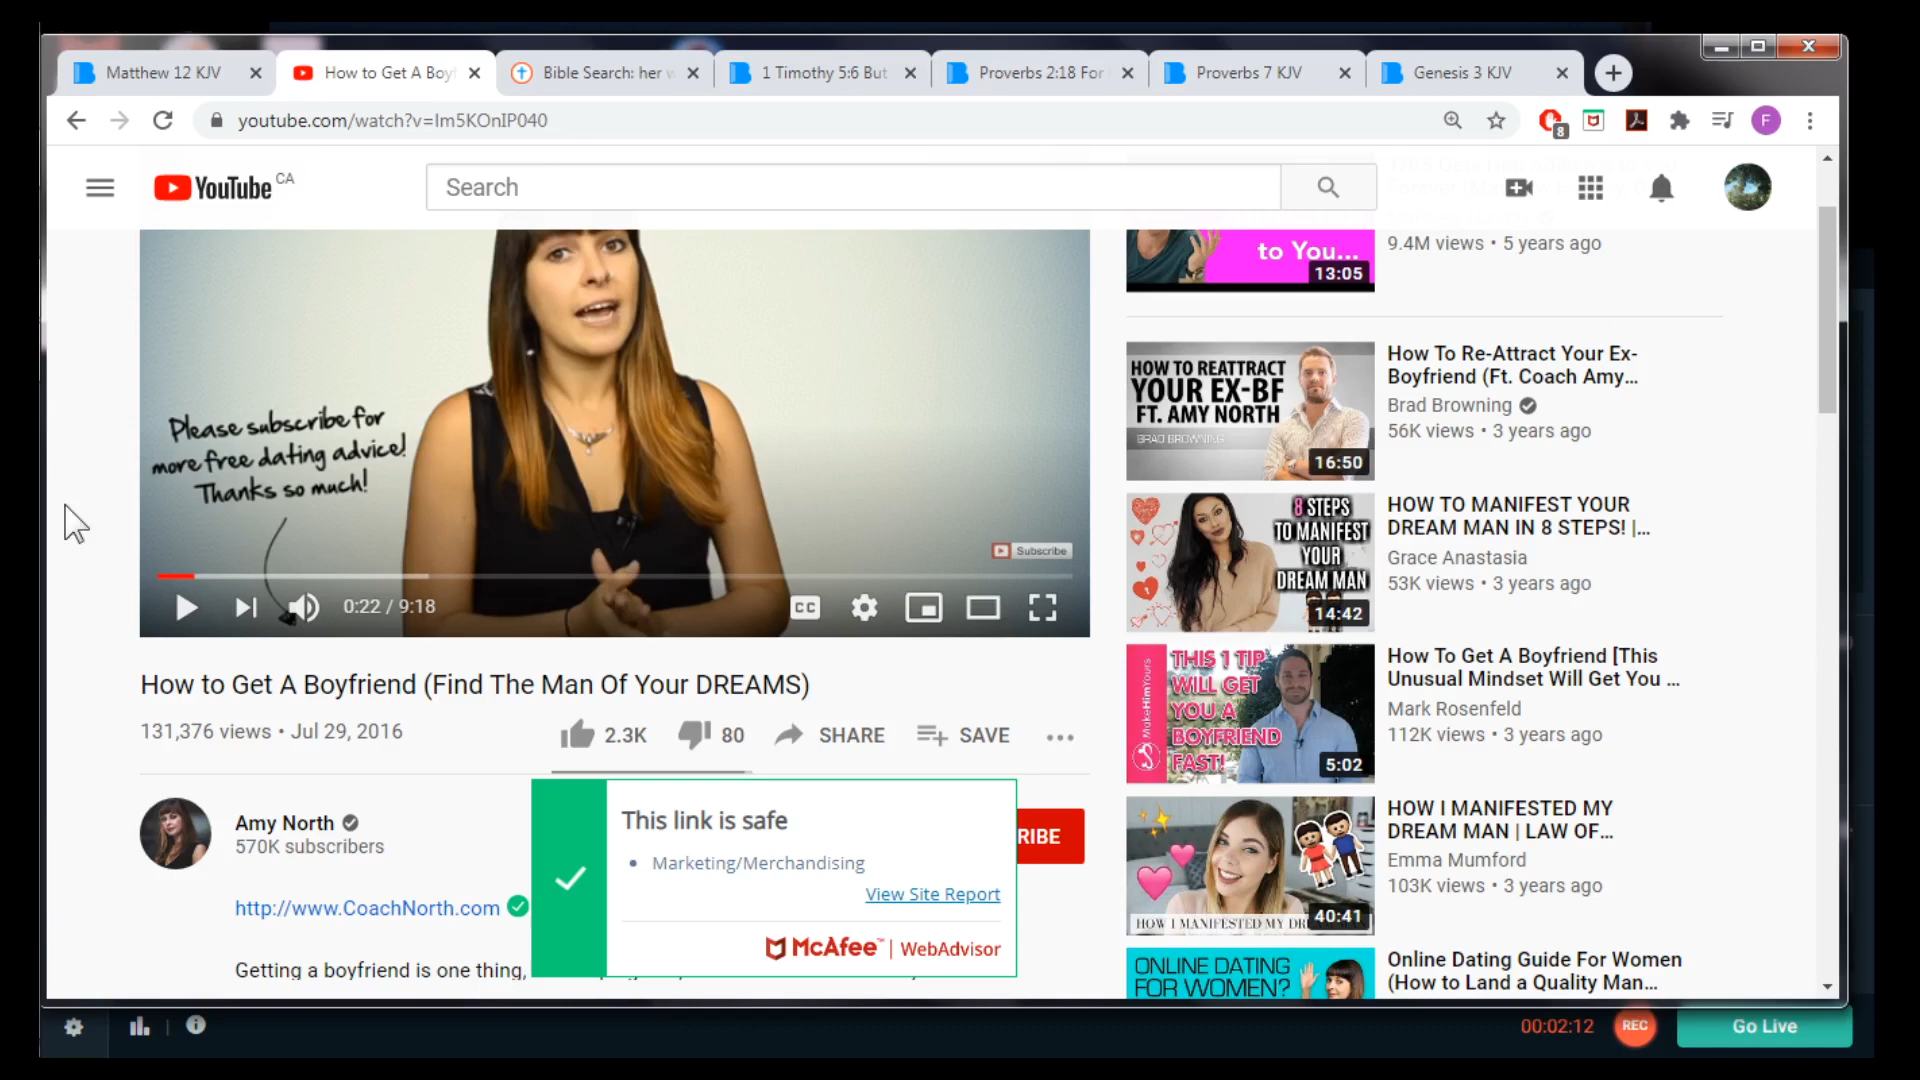 Matthew 12 KJV
How to Get A Boy
Bible Search: her w
1 Timothy 5:6 But
Proverbs 2:18 For
Proverbs 7 KJV
Genesis 3 KJV
youtube.com/watch?v=Im5KOnIP040
8
F
YouTube CA
Search
Please subscribe for
more free dating advice!
Thanks so much!
Subscribe
0:22 / 9:18
CC
How to Get A Boyfriend (Find The Man Of Your DREAMS)
131,376 views • Jul 29, 2016
2.3K
80
SHARE
SAVE
Amy North
570K subscribers
RIBE
http://www.CoachNorth.com
Getting a boyfriend is one thing,
This link is safe
Marketing/Merchandising
View Site Report
McAfee™ | WebAdvisor
to You...
13:05
9.4M views • 5 years ago
HOW TO REATTRACT
YOUR EX-BF
FT. AMY NORTH
BRAD BROWNING
16:50
How To Re-Attract Your Ex-
Boyfriend (Ft. Coach Amy...
Brad Browning
56K views • 3 years ago
8 STEPS
TO MANIFEST
YOUR
DREAM MAN
14:42
HOW TO MANIFEST YOUR
DREAM MAN IN 8 STEPS! |...
Grace Anastasia
53K views • 3 years ago
MakeHimYours
THIS 1 TIP
WILL GET
YOU A
BOYFRIEND
FAST!
5:02
How To Get A Boyfriend [This
Unusual Mindset Will Get You ...
Mark Rosenfeld
112K views • 3 years ago
HOW I MANIFESTED MY DR
40:41
HOW I MANIFESTED MY
DREAM MAN | LAW OF...
Emma Mumford
103K views • 3 years ago
ONLINE DATING
FOR WOMEN?
Online Dating Guide For Women
(How to Land a Quality Man...
00:02:12
REC
Go Live